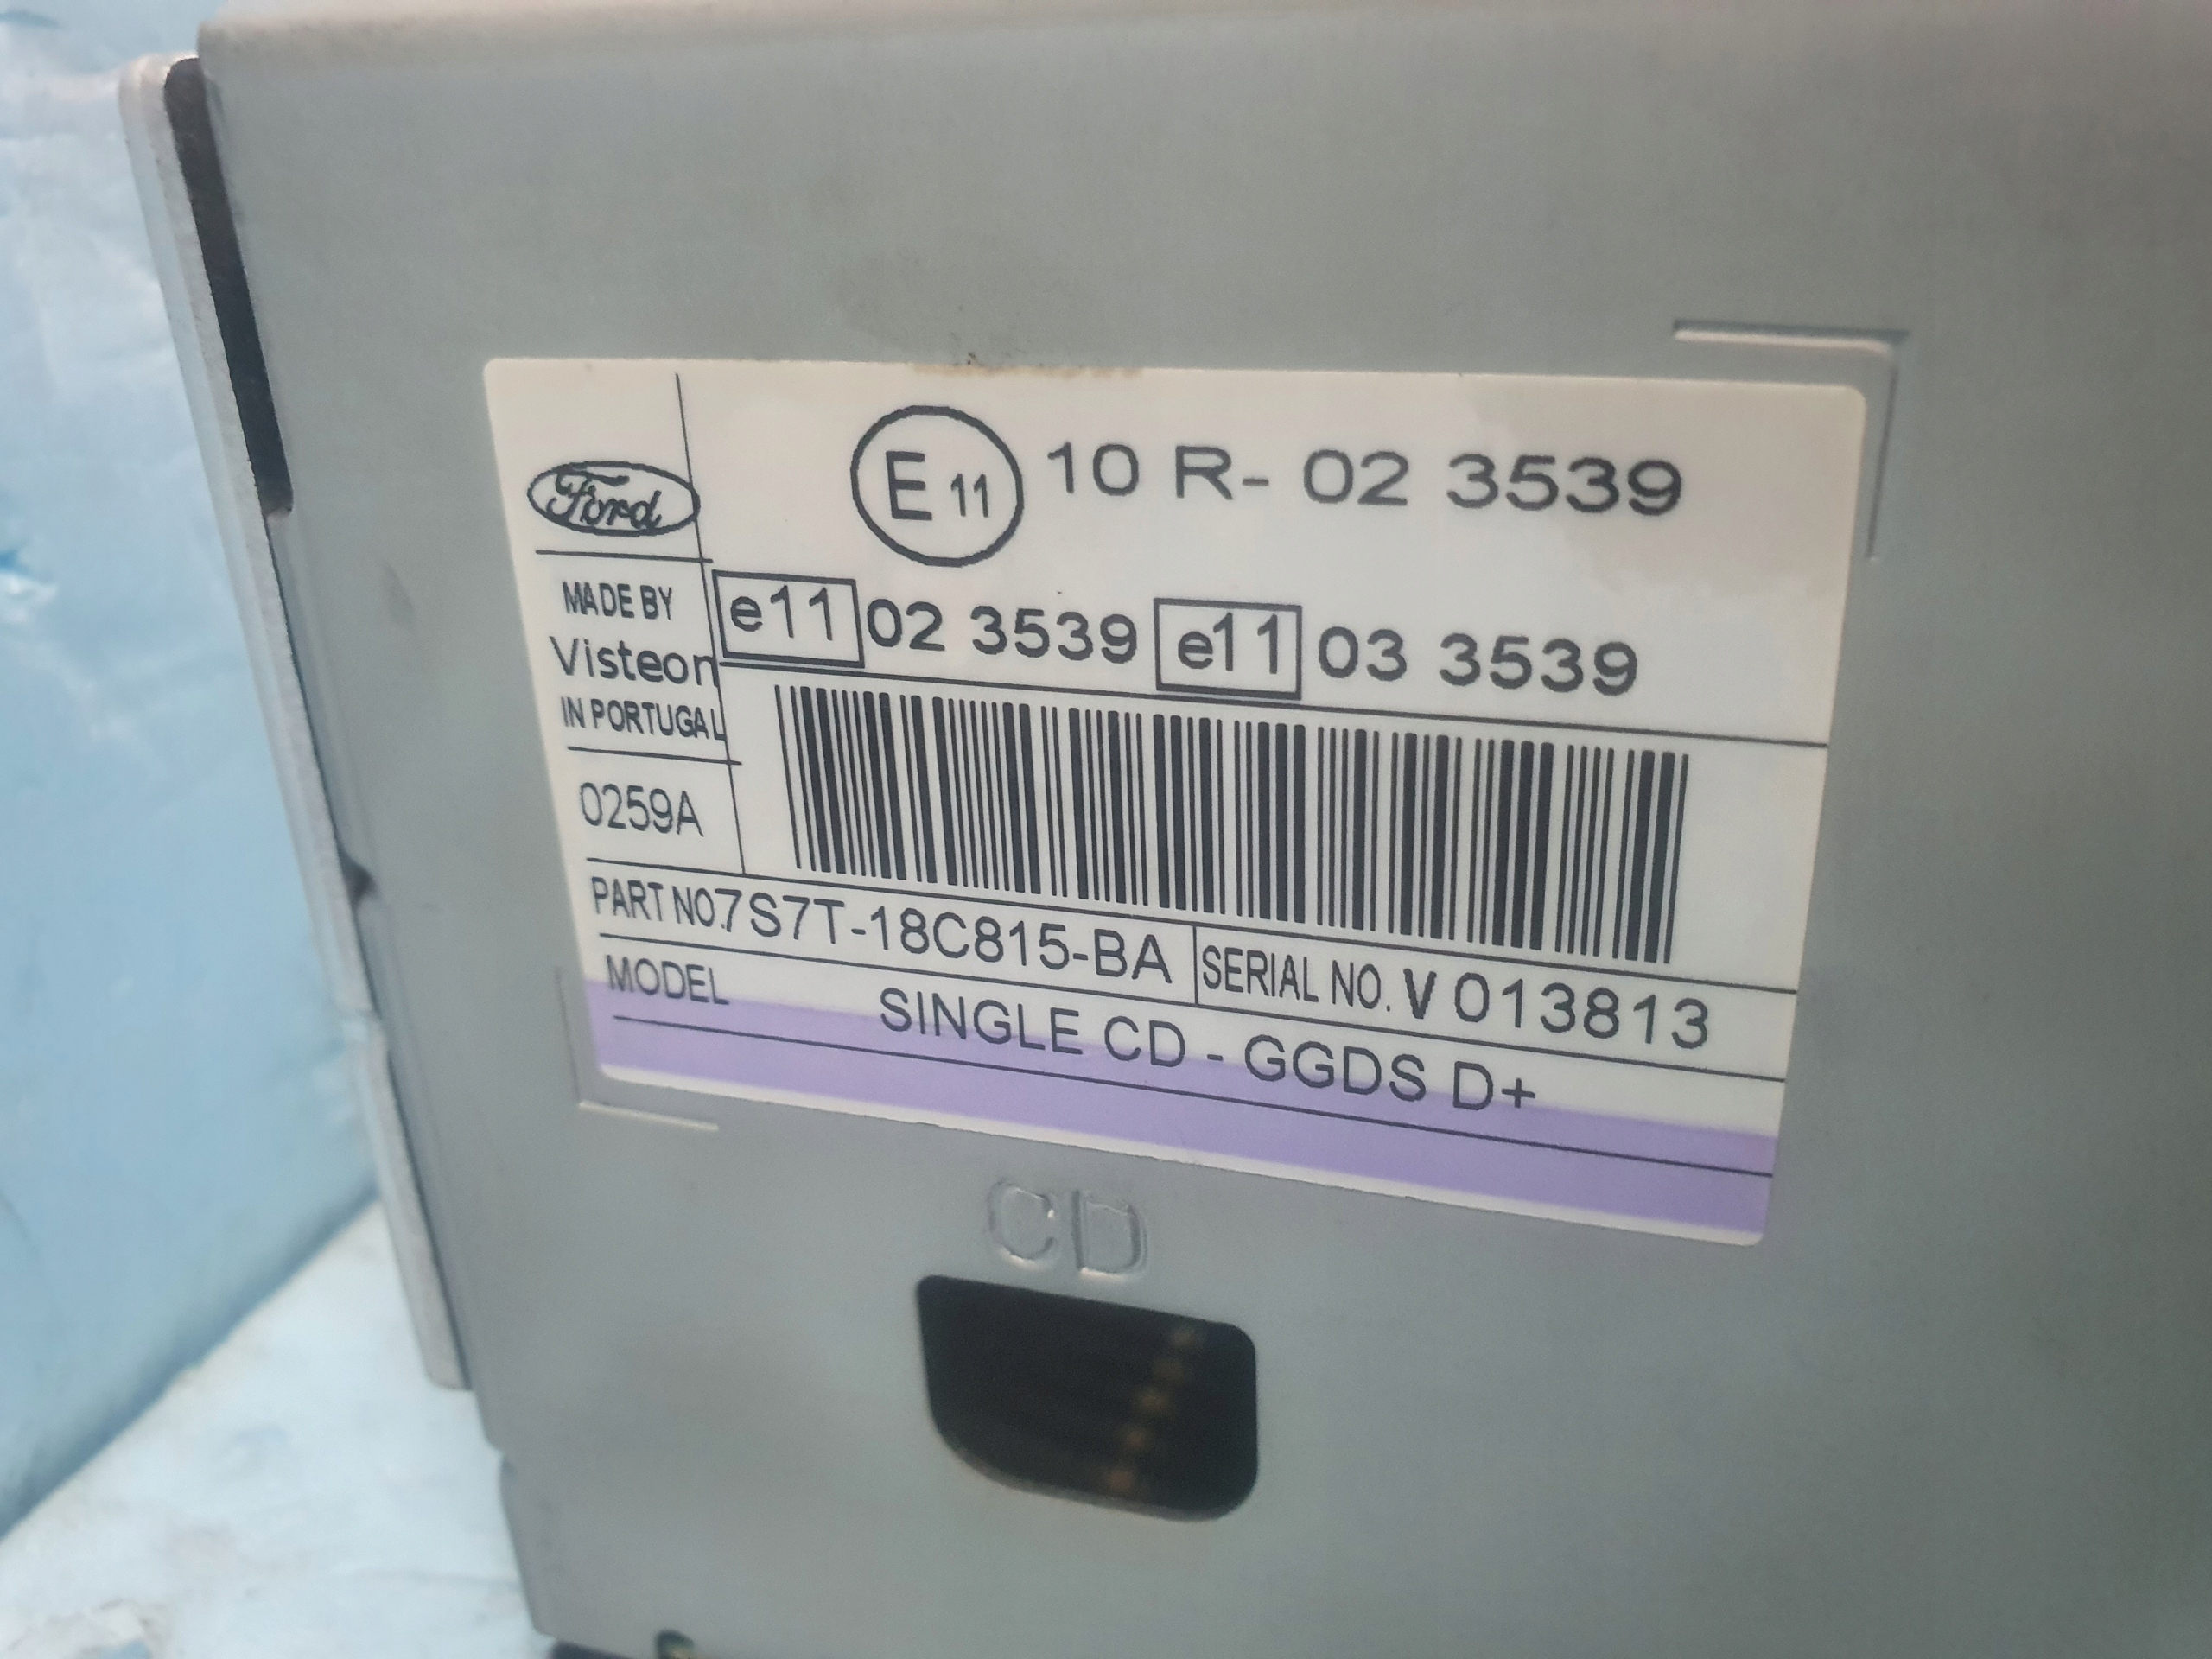 Ford
E 11 10 R- 02 3539
MADE BY
Visteon
IN PORTUGAL
e11 02 3539 e11 03 3539
0259A
PART NO.7S7T-18C815-BA SERIAL NO. V 013813
MODEL SINGLE CD - GGDS D+
CD